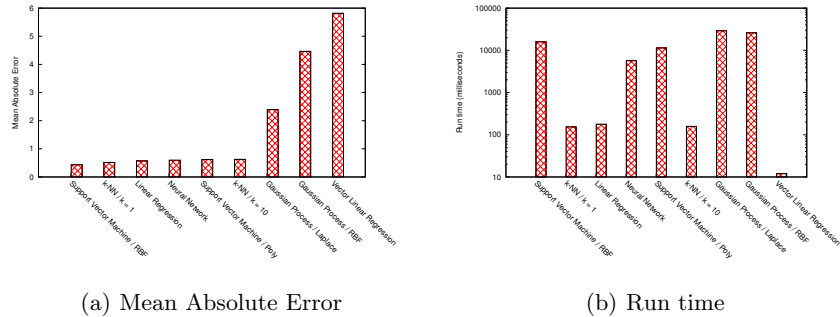 6
5
4
3
2
1
0
Mean Absolute Error
Support Vector Machine / RBF
k-NN / k = 1
Linear Regression
Neural Network
Support Vector Machine / Poly
k-NN / k = 10
Gaussian Process / Laplace
Gaussian Process / RBF
Vector Linear Regression
(a) Mean Absolute Error
100000
10000
1000
100
10
Run time (milliseconds)
Support Vector Machine / RBF
k-NN / k = 1
Linear Regression
Neural Network
Support Vector Machine / Poly
k-NN / k = 10
Gaussian Process / Laplace
Gaussian Process / RBF
Vector Linear Regression
(b) Run time